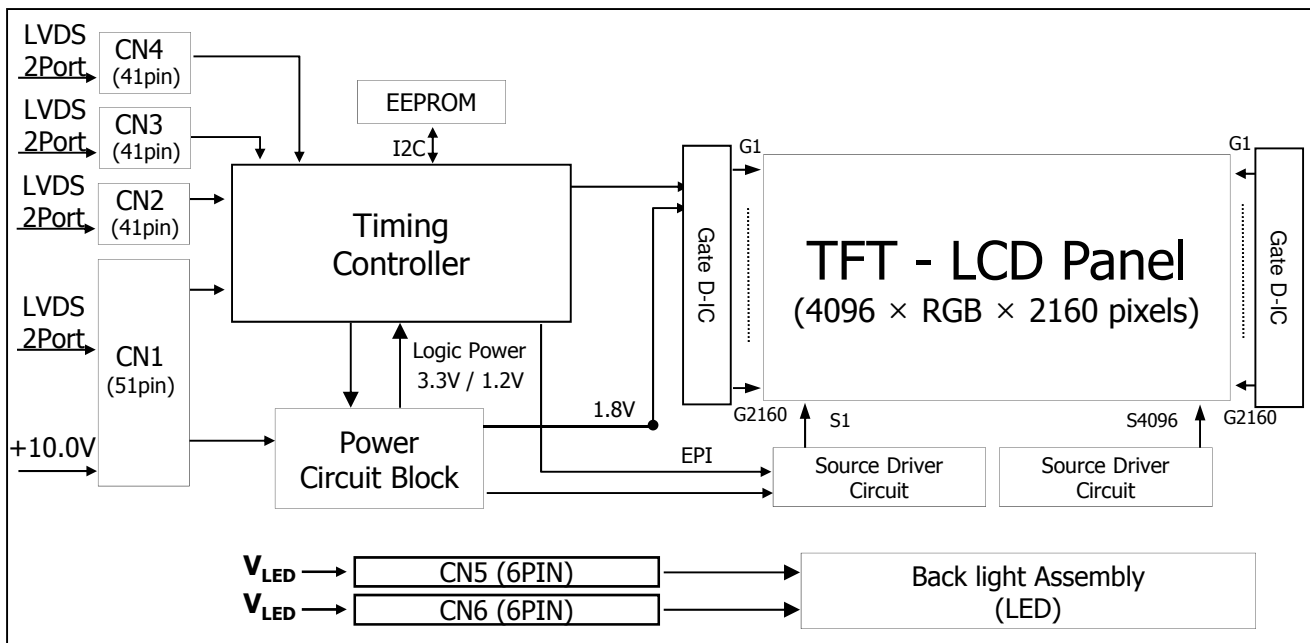 LVDS
2Port
CN4
(41pin)
LVDS
2Port
CN3
(41pin)
LVDS
2Port
CN2
(41pin)
LVDS
2Port
CN1
(51pin)
+10.0V
EEPROM
I2C
Timing
Controller
Logic Power
3.3V / 1.2V
Power
Circuit Block
1.8V
EPI
Gate D-IC
G1
G2160
TFT - LCD Panel
(4096 × RGB × 2160 pixels)
G1
G2160
Gate D-IC
S1
S4096
Source Driver
Circuit
Source Driver
Circuit
VLED
CN5 (6PIN)
VLED
CN6 (6PIN)
Back light Assembly
(LED)